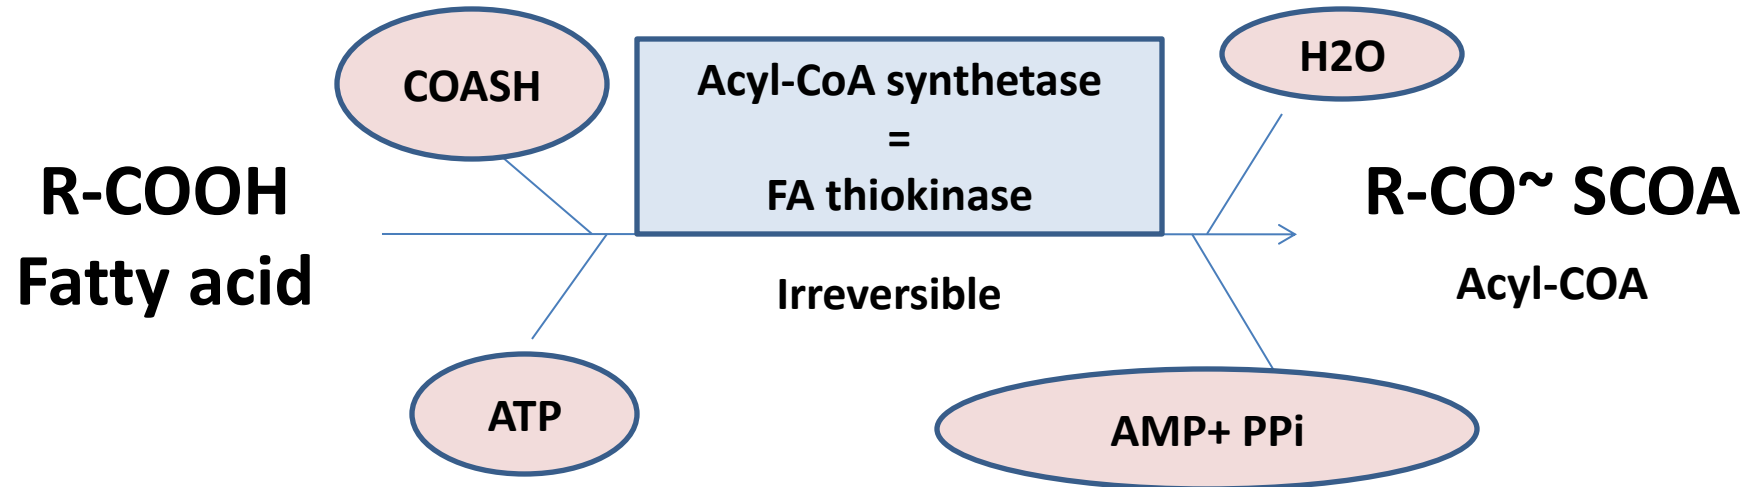 COASH
Acyl-CoA synthetase
=
FA thiokinase
H2O
R-COOH
Fatty acid
R-CO~ SCOA
Acyl-COA
Irreversible
ATP
AMP+ PPi